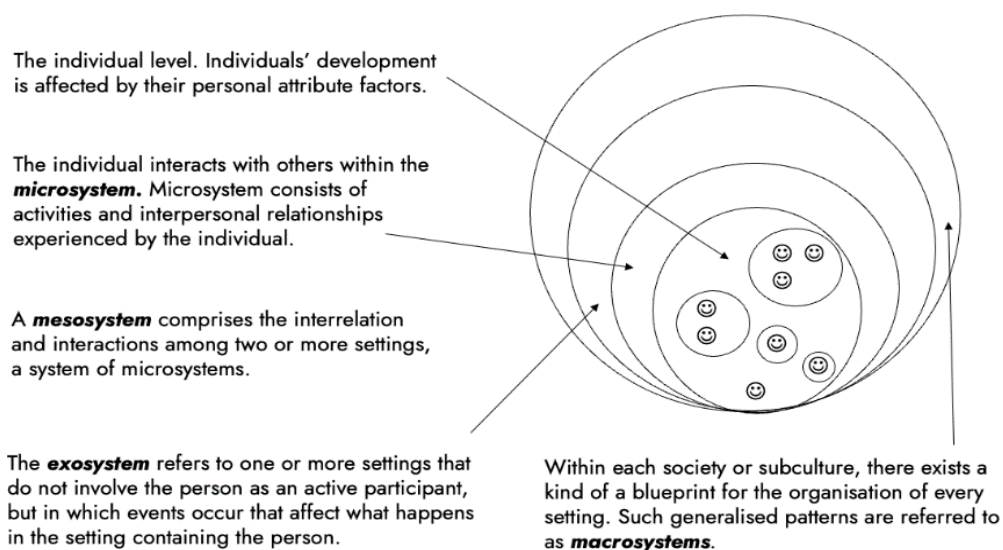 The individual level. Individuals' development
is affected by their personal attribute factors.
The individual interacts with others within the
microsystem. Microsystem consists of
activities and interpersonal relationships
experienced by the individual.
A mesosystem comprises the interrelation
and interactions among two or more settings,
a system of microsystems.
The exosystem refers to one or more settings that
do not involve the person as an active participant,
but in which events occur that affect what happens
in the setting containing the person.
Within each society or subculture, there exists a
kind of a blueprint for the organisation of every
setting. Such generalised patterns are referred to
as macrosystems.